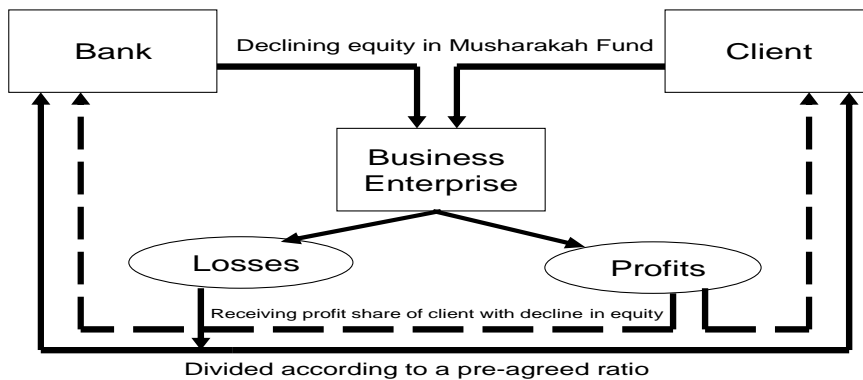 Bank
Declining equity in Musharakah Fund
Client
Business
Enterprise
Losses
Profits
Receiving profit share of client with decline in equity
Divided according to a pre-agreed ratio